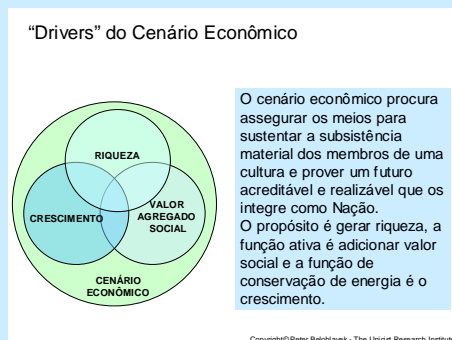 “Drivers” do Cenário Econômico
RIQUEZA
CRESCIMENTO
VALOR
AGREGADO
SOCIAL
CENÁRIO
ECONÔMICO
O cenário econômico procura
assegurar os meios para
sustentar a subsistência
material dos membros de uma
cultura e prover um futuro
acreditável e realizável que os
integre como Nação.
O propósito é gerar riqueza, a
função ativa é adicionar valor
social e a função de
conservação de energia é o
crescimento.
Copyright©Peter Belohlavek - The Unicist Research Institute